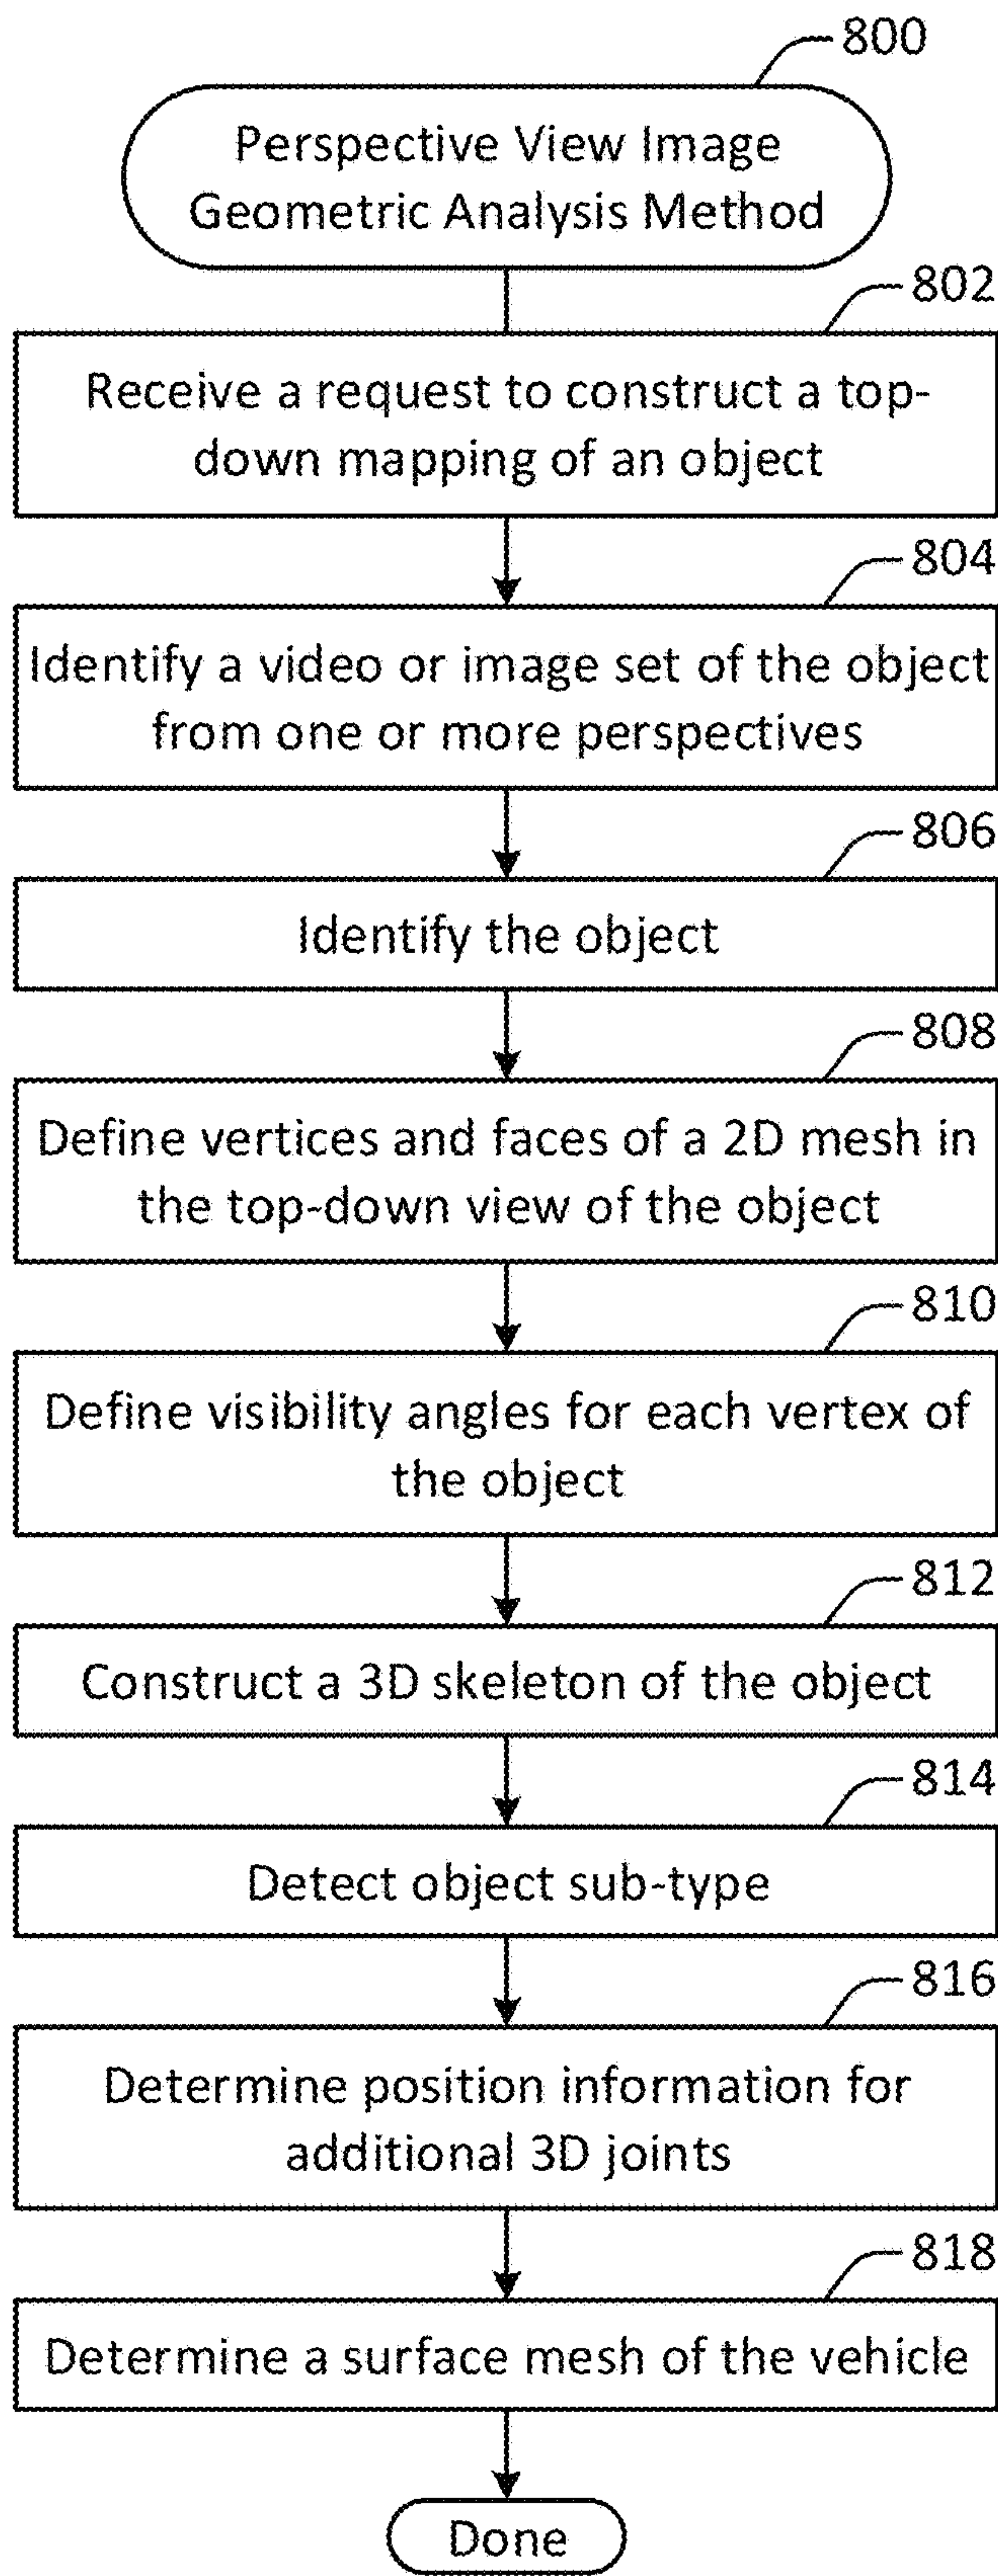 800
Perspective View Image
Geometric Analysis Method
802
Receive a request to construct a top-
down mapping of an object
804
Identify a video or image set of the object
from one or more perspectives
806
Identify the object
808
Define vertices and faces of a 2D mesh in
the top-down view of the object
810
Define visibility angles for each vertex of
the object
812
Construct a 3D skeleton of the object
814
Detect object sub-type
816
Determine position information for
additional 3D joints
818
Determine a surface mesh of the vehicle
Done